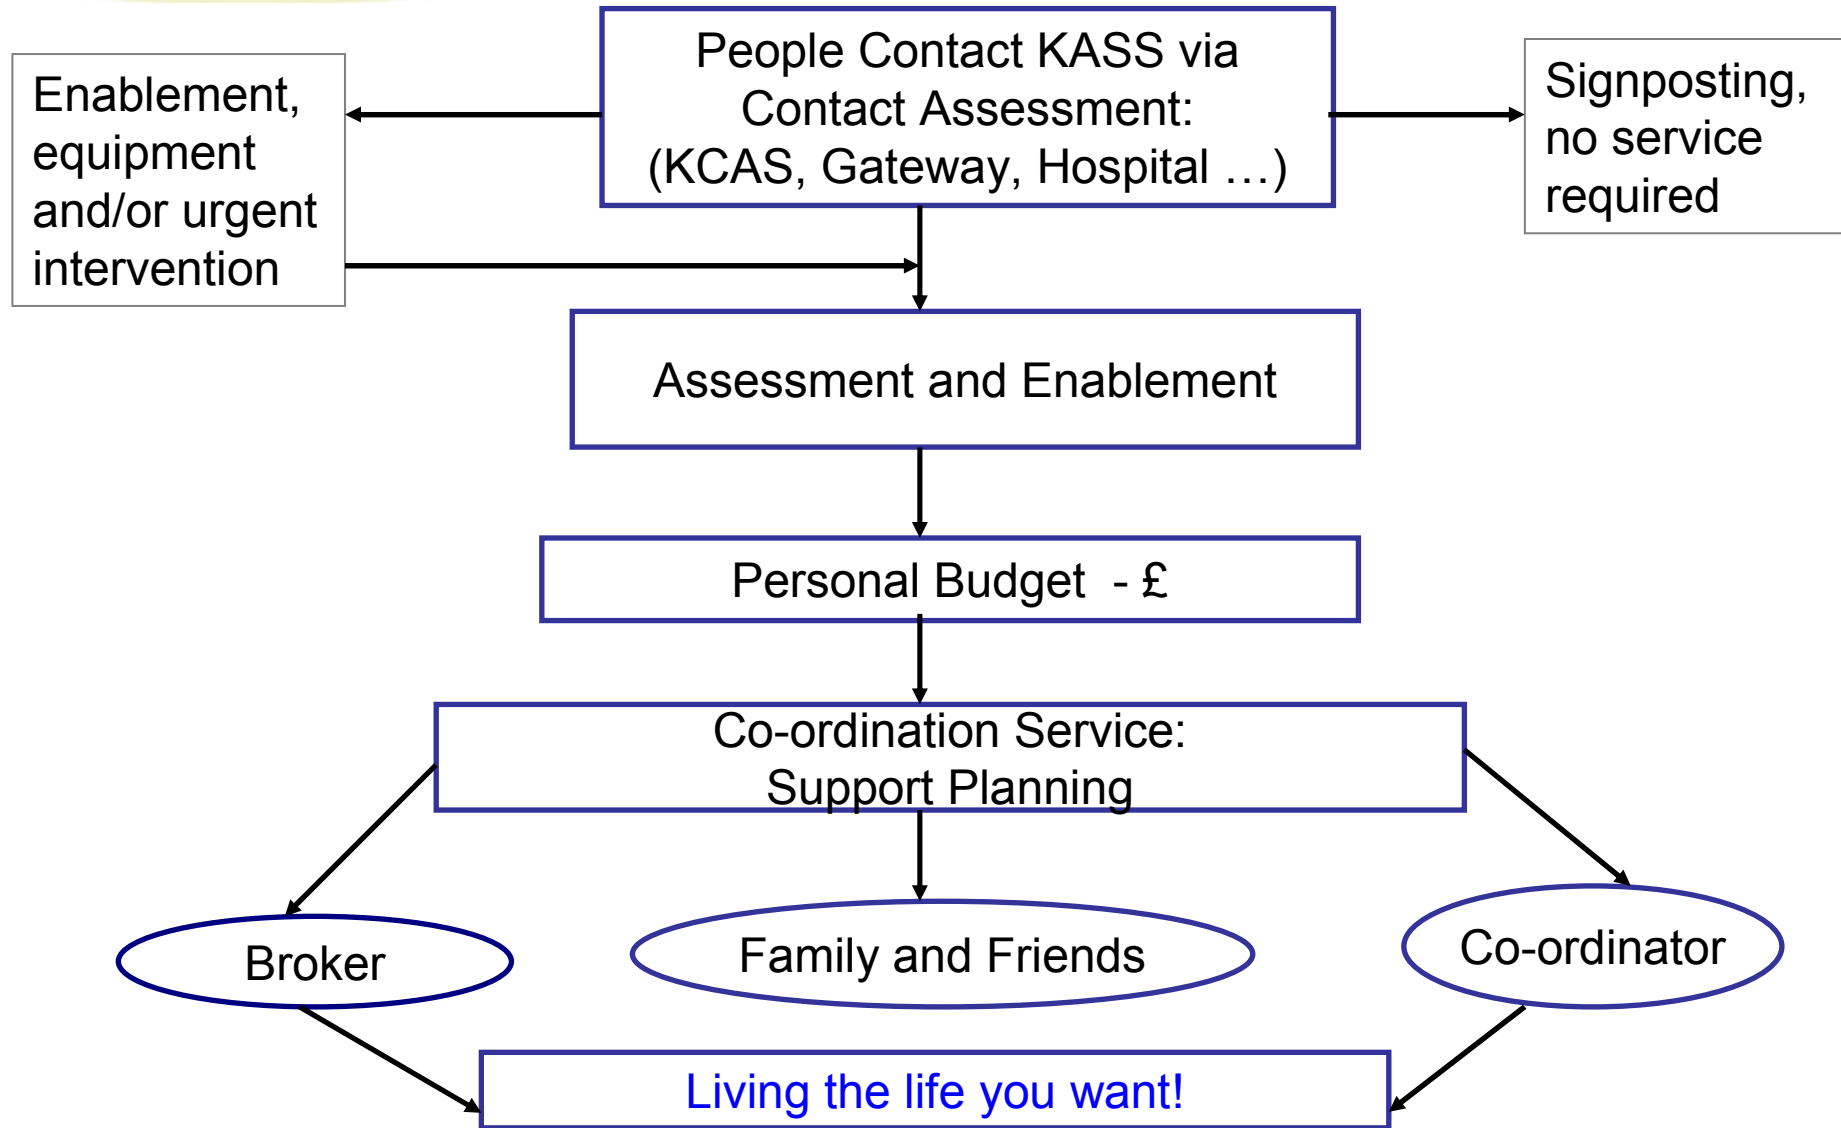 People Contact KASS via
Contact Assessment:
(KCAS, Gateway, Hospital …)
Enablement,
equipment
and/or urgent
intervention
Signposting,
no service
required
Assessment and Enablement
Personal Budget - £
Co-ordination Service:
Support Planning
Broker
Family and Friends
Co-ordinator
Living the life you want!